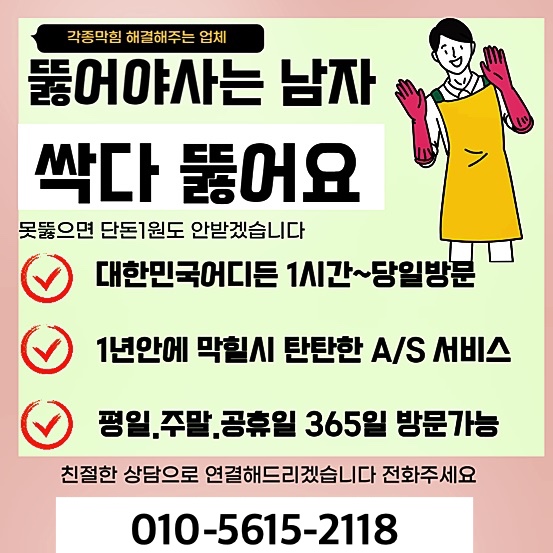 각종막힘 해결해주는 업체
뚫어야사는 남자
싹다 뚫어요
못뚫으면 단돈1원도 안받겠습니다
대한민국어디든 1시간~당일방문
1년안에 막힐시 탄탄한 A/S 서비스
평일.주말.공휴일 365일 방문가능
친절한 상담으로 연결해드리겠습니다 전화주세요
010-5615-2118